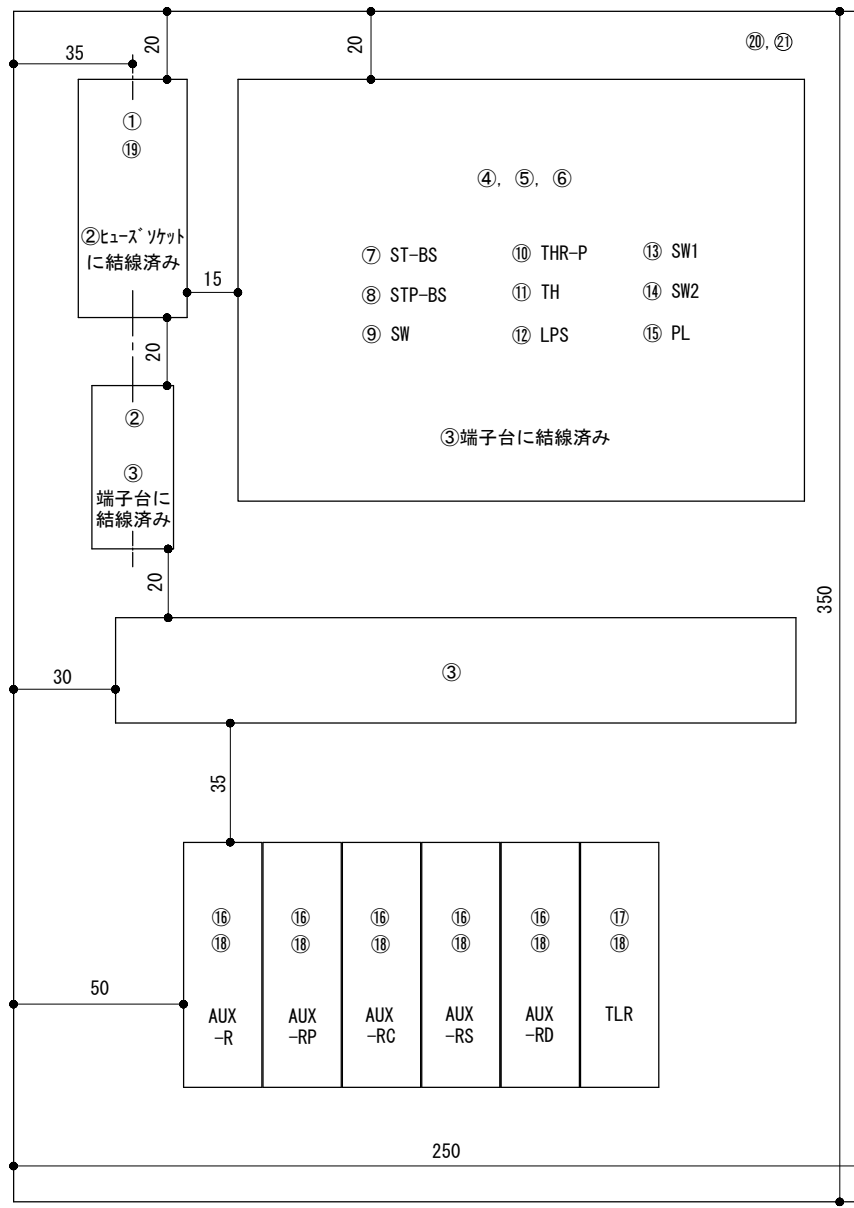 35
20
20
⑳, ㉑
①
⑲
②ヒューズソケット
に結線済み
④, ⑤, ⑥
⑦ ST-BS
⑩ THR-P
⑬ SW1
⑧ STP-BS
⑪ TH
⑭ SW2
⑨ SW
⑫ LPS
⑮ PL
③端子台に結線済み
15
20
②
③
端子台に
結線済み
20
350
30
③
35
⑯
⑱
AUX
-R
⑯
⑱
AUX
-RP
⑯
⑱
AUX
-RC
⑯
⑱
AUX
-RS
⑯
⑱
AUX
-RD
⑰
⑱
TLR
50
250